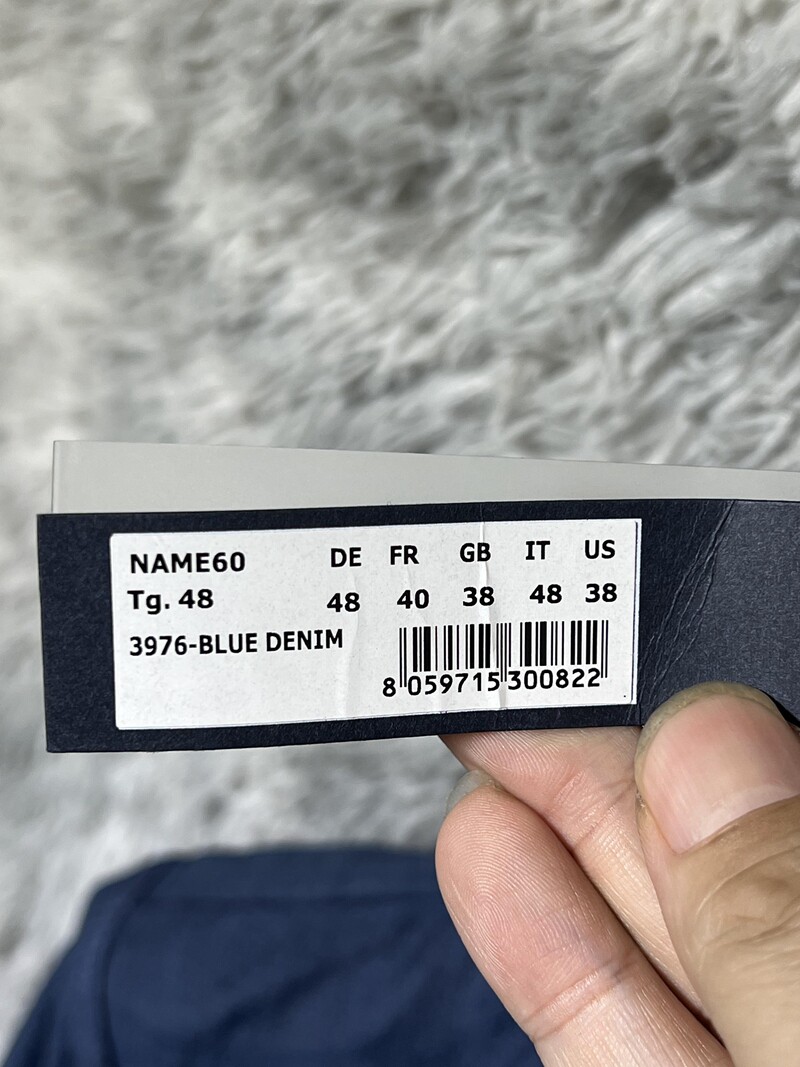 NAME60 DE FR GB IT US
Tg. 48 48 40 38 48 38
3976-BLUE DENIM
8 059715 300822